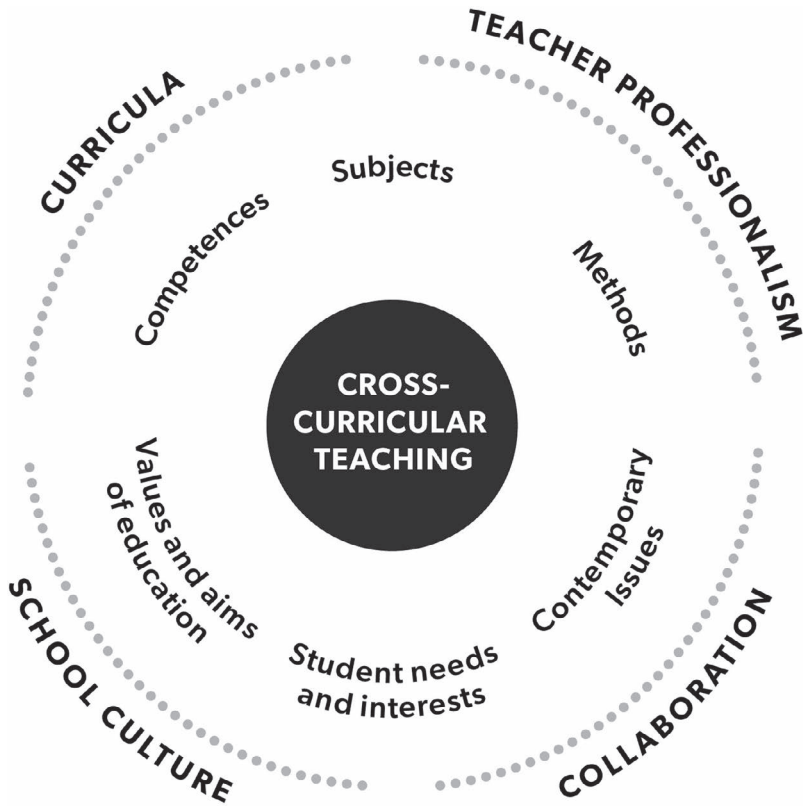 TEACHER PROFESSIONALISM
CURRICULA
Subjects
Competences
Methods
CROSS-
CURRICULAR
TEACHING
Values and aims
of education
Contemporary
Issues
Student needs
and interests
SCHOOL CULTURE
COLLABORATION